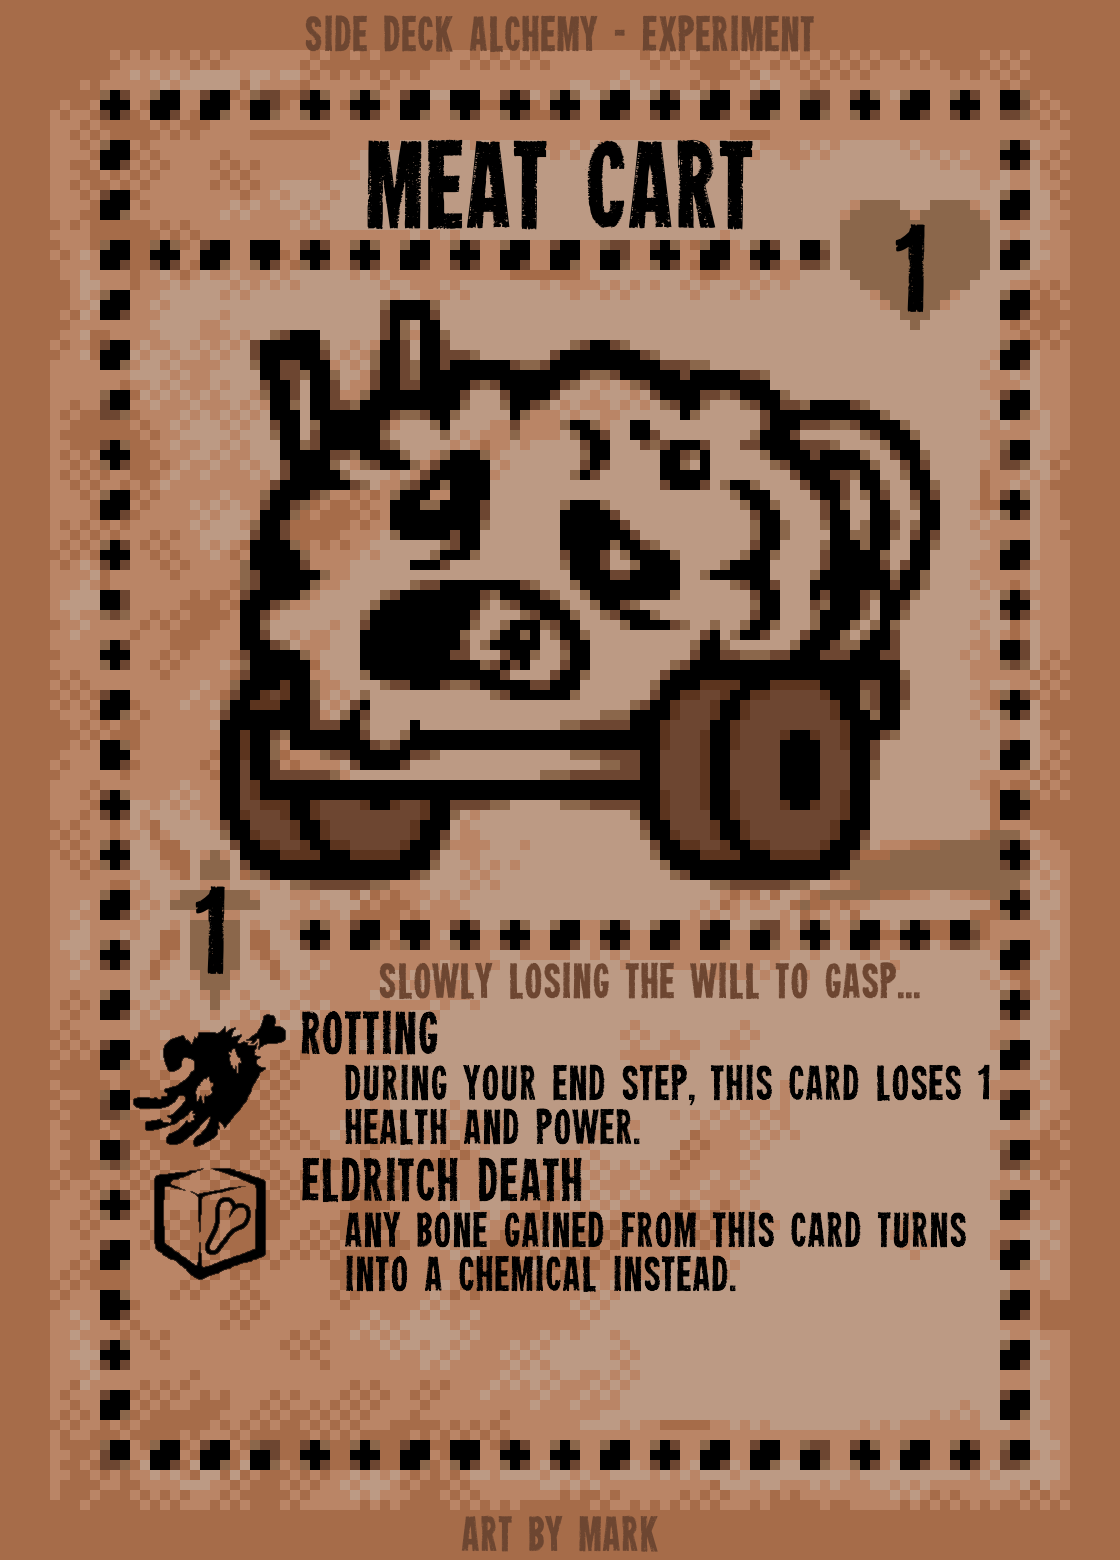 SIDE DECK ALCHEMY - EXPERIMENT
MEAT CART
1
1
SLOWLY LOSING THE WILL TO GASP...
ROTTING
DURING YOUR END STEP, THIS CARD LOSES 1
HEALTH AND POWER.
ELDRITCH DEATH
ANY BONE GAINED FROM THIS CARD TURNS
INTO A CHEMICAL INSTEAD.
ART BY MARK